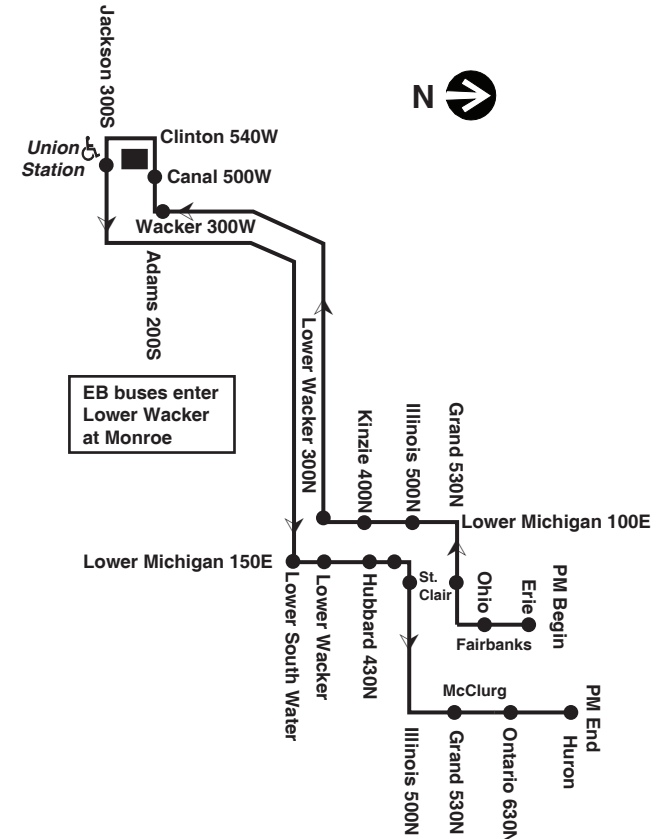 Jackson 300S
N
Clinton 540W
Union
Station
Canal 500W
Wacker 300W
Adams 200S
Lower Wacker 300N
EB buses enter
Lower Wacker
at Monroe
Kinzie 400N
Illinois 500N
Grand 530N
Lower Michigan 100E
Lower Michigan 150E
St.
Clair
Ohio
Erie
PM Begin
Fairbanks
Lower South Water
Lower Wacker
Hubbard 430N
McClurg
PM End
Illinois 500N
Grand 530N
Ontario 630N
Huron